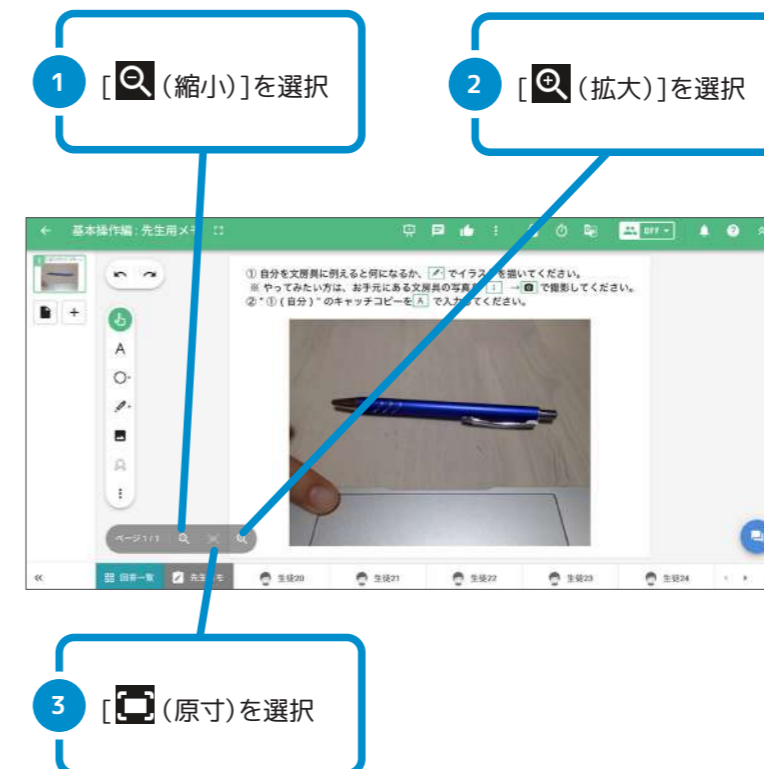 1
[ (縮小)]を選択
2
[ (拡大)]を選択
基本操作編:先生用メモ
OFF
① 自分を文房具に例えると何になるか、 でイラストを描いてください。
※ やってみたい方は、お手元にある文房具の写真を → で撮影してください。
② "①(自分)"のキャッチコピーを A で入力してください。
A
ページ1/1
回答一覧
生徒20
生徒21
生徒22
生徒23
生徒24
3
[ (原寸)を選択